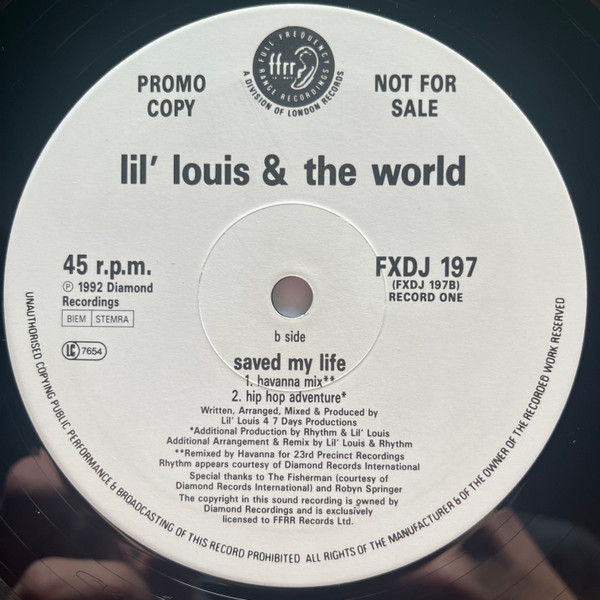 FULL FREQUENCY
ffrr
RANGE RECORDINGS
A DIVISION OF LONDON RECORDS
PROMO
COPY
NOT FOR
SALE
lil' louis & the world
45 r.p.m.
℗ 1992 Diamond
Recordings
BIEM STEMRA
LC 7654
FXDJ 197
(FXDJ 197B)
RECORD ONE
b side
saved my life
1. havanna mix**
2. hip hop adventure*
Written, Arranged, Mixed & Produced by
Lil' Louis 4 7 Days Productions
*Additional Production by Rhythm & Lil' Louis
Additional Arrangement & Remix by Lil' Louis & Rhythm
**Remixed by Havanna for 23rd Precinct Recordings
Rhythm appears courtesy of Diamond Records International
Special thanks to The Fisherman (courtesy of
Diamond Records International) and Robyn Springer
The copyright in this sound recording is owned by
Diamond Recordings and is exclusively
licensed to FFRR Records Ltd.
UNAUTHORISED COPYING PUBLIC PERFORMANCE & BROADCASTING OF THIS RECORD PROHIBITED ALL RIGHTS OF THE MANUFACTURER & OF THE OWNER OF THE RECORDED WORK RESERVED